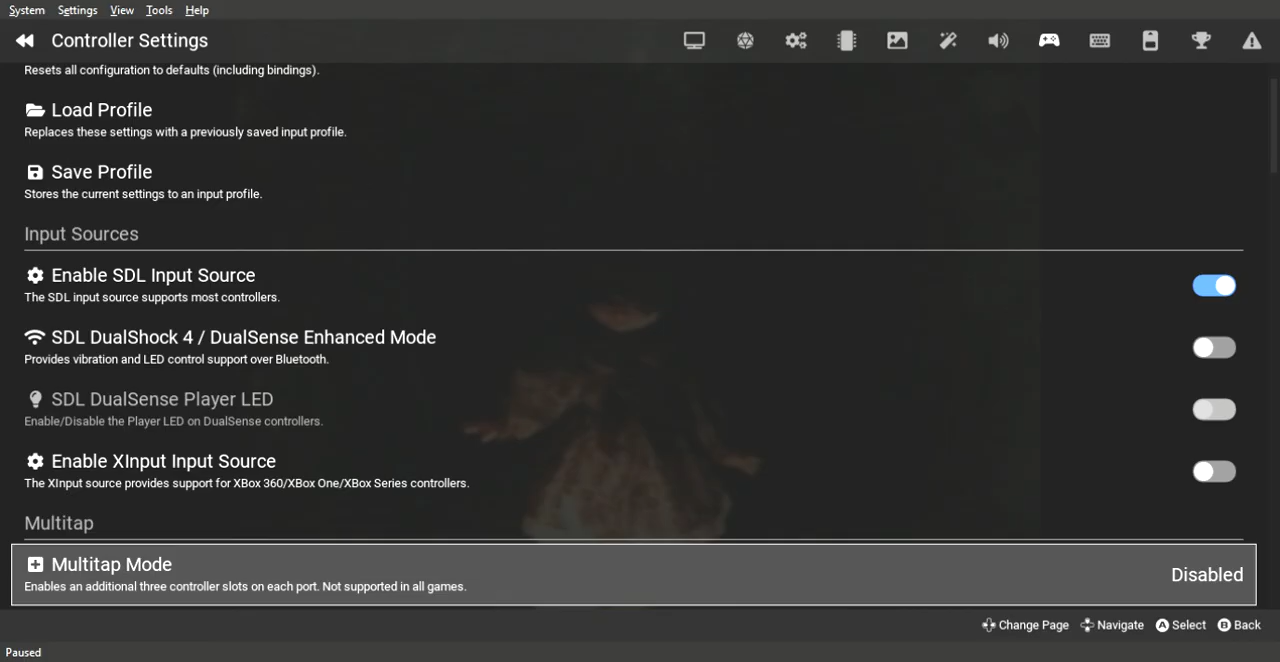 System Settings View Tools Help
Controller Settings
Resets all configuration to defaults (including bindings).
Load Profile
Replaces these settings with a previously saved input profile.
Save Profile
Stores the current settings to an input profile.
Input Sources
Enable SDL Input Source
The SDL input source supports most controllers.
SDL DualShock 4 / DualSense Enhanced Mode
Provides vibration and LED control support over Bluetooth.
SDL DualSense Player LED
Enable/Disable the Player LED on DualSense controllers.
Enable XInput Input Source
The XInput source provides support for XBox 360/XBox One/XBox Series controllers.
Multitap
Multitap Mode
Enables an additional three controller slots on each port. Not supported in all games.
Disabled
Change Page Navigate A Select B Back
Paused